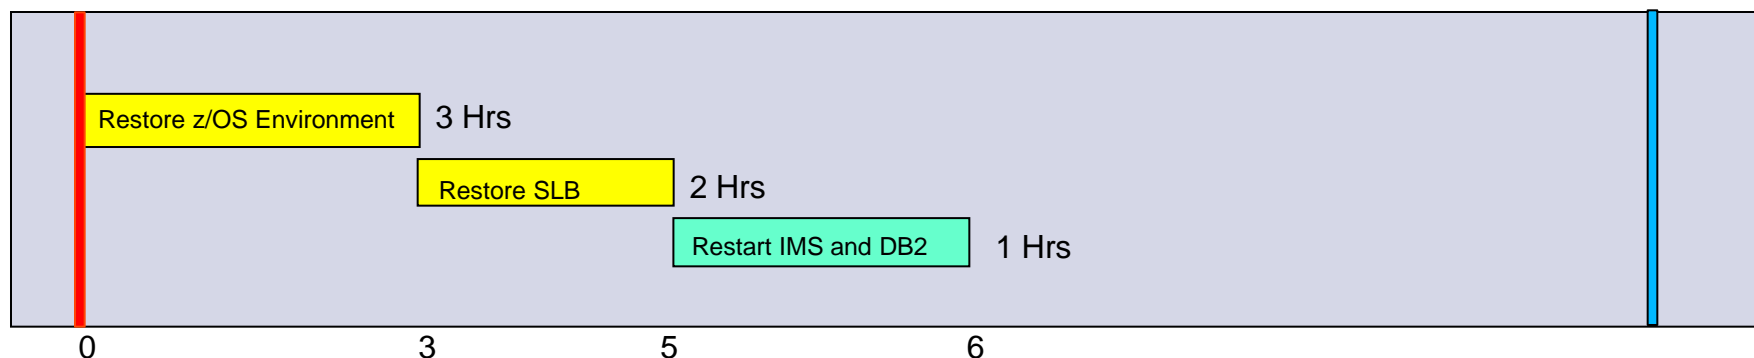 Restore z/OS Environment
3 Hrs
Restore SLB
2 Hrs
Restart IMS and DB2
1 Hrs
0
3
5
6